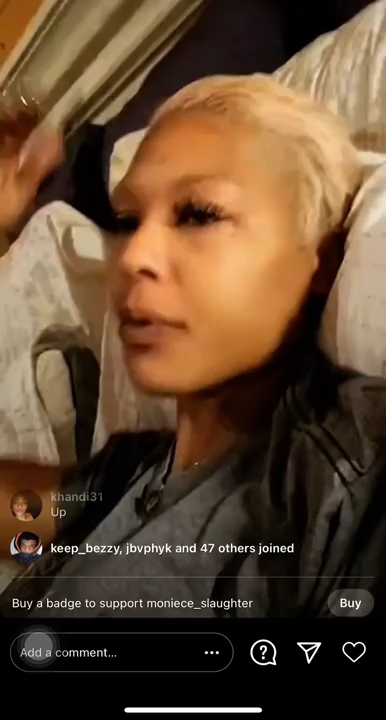 khandi31
Up
keep_bezzy, jbvphyk and 47 others joined
Buy a badge to support moniece_slaughter
Buy
Add a comment...